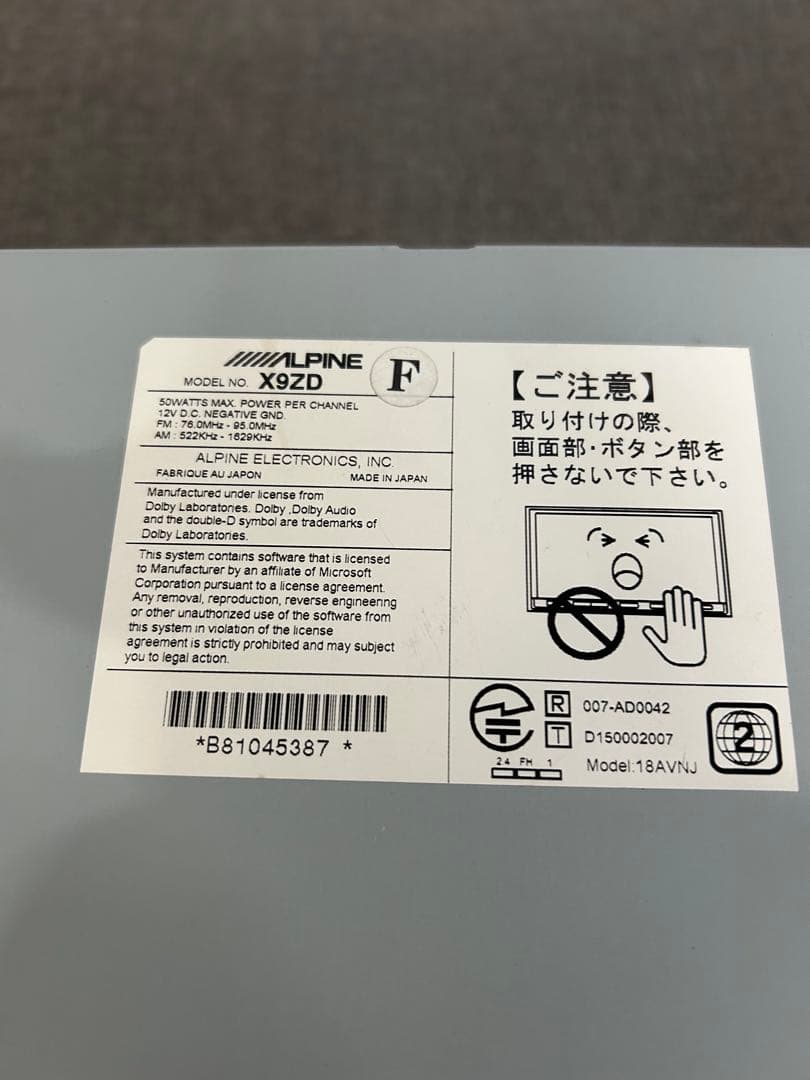 ALPINE
MODEL NO. X9ZD
F
50WATTS MAX. POWER PER CHANNEL
12V D.C. NEGATIVE GND.
FM : 76.0MHz - 95.0MHz
AM : 522KHz - 1629KHz
ALPINE ELECTRONICS, INC.
FABRIQUE AU JAPON MADE IN JAPAN
Manufactured under license from
Dolby Laboratories. Dolby ,Dolby Audio
and the double-D symbol are trademarks of
Dolby Laboratories.
This system contains software that is licensed
to Manufacturer by an affiliate of Microsoft
Corporation pursuant to a license agreement.
Any removal, reproduction, reverse engineering
or other unauthorized use of the software from
this system in violation of the license
agreement is strictly prohibited and may subject
you to legal action.
*B81045387 *
【ご注意】
取り付けの際、
画面部・ボタン部を
押さないで下さい。
R 007-AD0042
T D150002007
2.4 FH 1
Model:18AVNJ
2